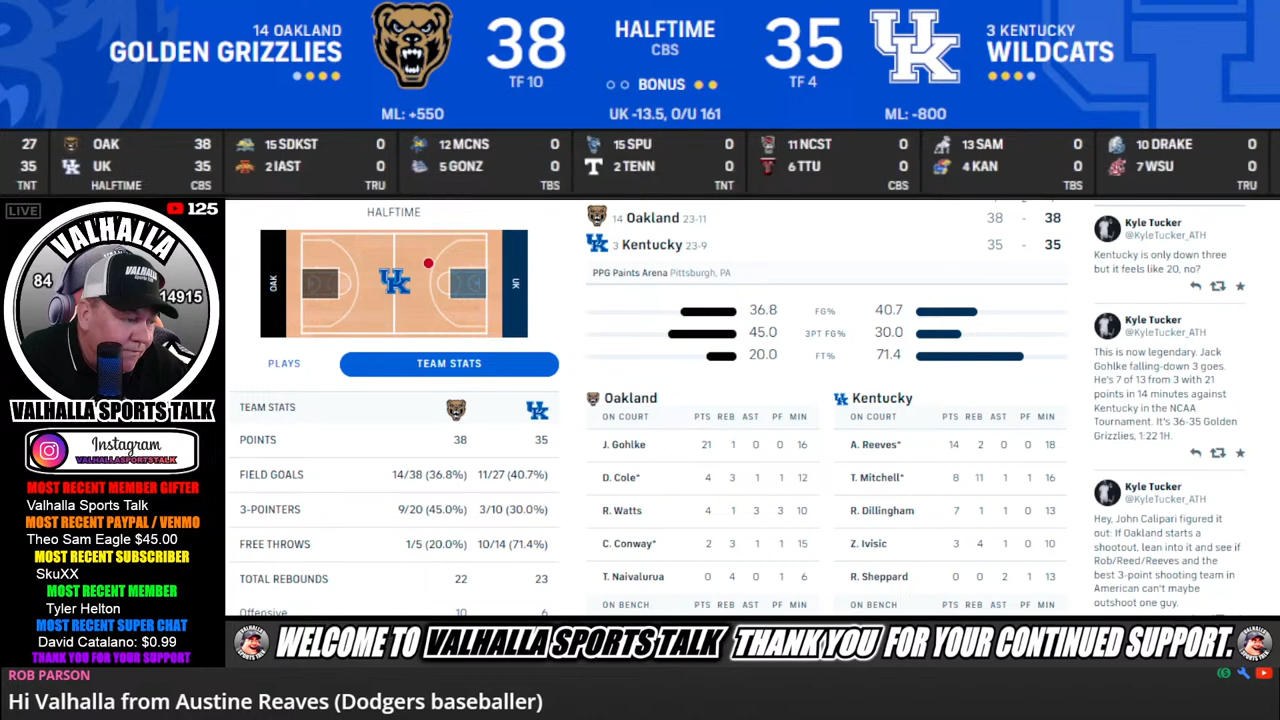 14 OAKLAND
GOLDEN GRIZZLIES
38
TF 10
HALFTIME
CBS
BONUS
35
TF 4
3 KENTUCKY
WILDCATS
ML: +550
UK -13.5, O/U 161
ML: -800
27
35
TNT
OAK 38
UK 35
HALFTIME CBS
15 SDKST 0
2 IAST 0
TRU
12 MCNS 0
5 GONZ 0
TBS
15 SPU 0
2 TENN 0
TNT
11 NCST 0
6 TTU 0
CBS
13 SAM 0
4 KAN 0
TBS
10 DRAKE 0
7 WSU 0
TRU
LIVE
125
VALHALLA
84
14915
VALHALLA SPORTS TALK
Instagram
VALHALLASPORTSTALK
MOST RECENT MEMBER GIFTER
Valhalla Sports Talk
MOST RECENT PAYPAL / VENMO
Theo Sam Eagle $45.00
MOST RECENT SUBSCRIBER
SkuXX
MOST RECENT MEMBER
Tyler Helton
MOST RECENT SUPER CHAT
David Catalano: $0.99
THANK YOU FOR YOUR SUPPORT
HALFTIME
OAK
UK
PLAYS
TEAM STATS
TEAM STATS
POINTS 38 35
FIELD GOALS 14/38 (36.8%) 11/27 (40.7%)
3-POINTERS 9/20 (45.0%) 3/10 (30.0%)
FREE THROWS 1/5 (20.0%) 10/14 (71.4%)
TOTAL REBOUNDS 22 23
Offensive 10 6
14 Oakland 23-11 38 - 38
3 Kentucky 23-9 35 - 35
PPG Paints Arena Pittsburgh, PA
36.8 FG% 40.7
45.0 3PT FG% 30.0
20.0 FT% 71.4
Oakland
ON COURT PTS REB AST PF MIN
J. Gohlke 21 1 0 0 16
D. Cole* 4 3 1 1 12
R. Watts 4 1 3 3 10
C. Conway* 2 3 1 1 15
T. Naivalurua 0 4 0 1 6
ON BENCH PTS REB AST PF MIN
Kentucky
ON COURT PTS REB AST PF MIN
A. Reeves* 14 2 0 0 18
T. Mitchell* 8 11 1 1 16
R. Dillingham 7 1 1 0 13
Z. Ivisic 3 4 1 0 10
R. Sheppard 0 0 2 1 13
ON BENCH PTS REB AST PF MIN
Kyle Tucker
@KyleTucker_ATH
Kentucky is only down three
but it feels like 20, no?
Kyle Tucker
@KyleTucker_ATH
This is now legendary. Jack
Gohlke falling-down 3 goes.
He's 7 of 13 from 3 with 21
points in 14 minutes against
Kentucky in the NCAA
Tournament. It's 36-35 Golden
Grizzlies, 1:22 1H.
Kyle Tucker
@KyleTucker_ATH
Hey, John Calipari figured it
out: If Oakland starts a
shootout, lean into it and see if
Rob/Reed/Reeves and the
best 3-point shooting team in
American can't maybe
outshoot one guy.
WELCOME TO VALHALLA SPORTS TALK THANK YOU FOR YOUR CONTINUED SUPPORT.
ROB PARSON
Hi Valhalla from Austine Reaves (Dodgers baseballer)